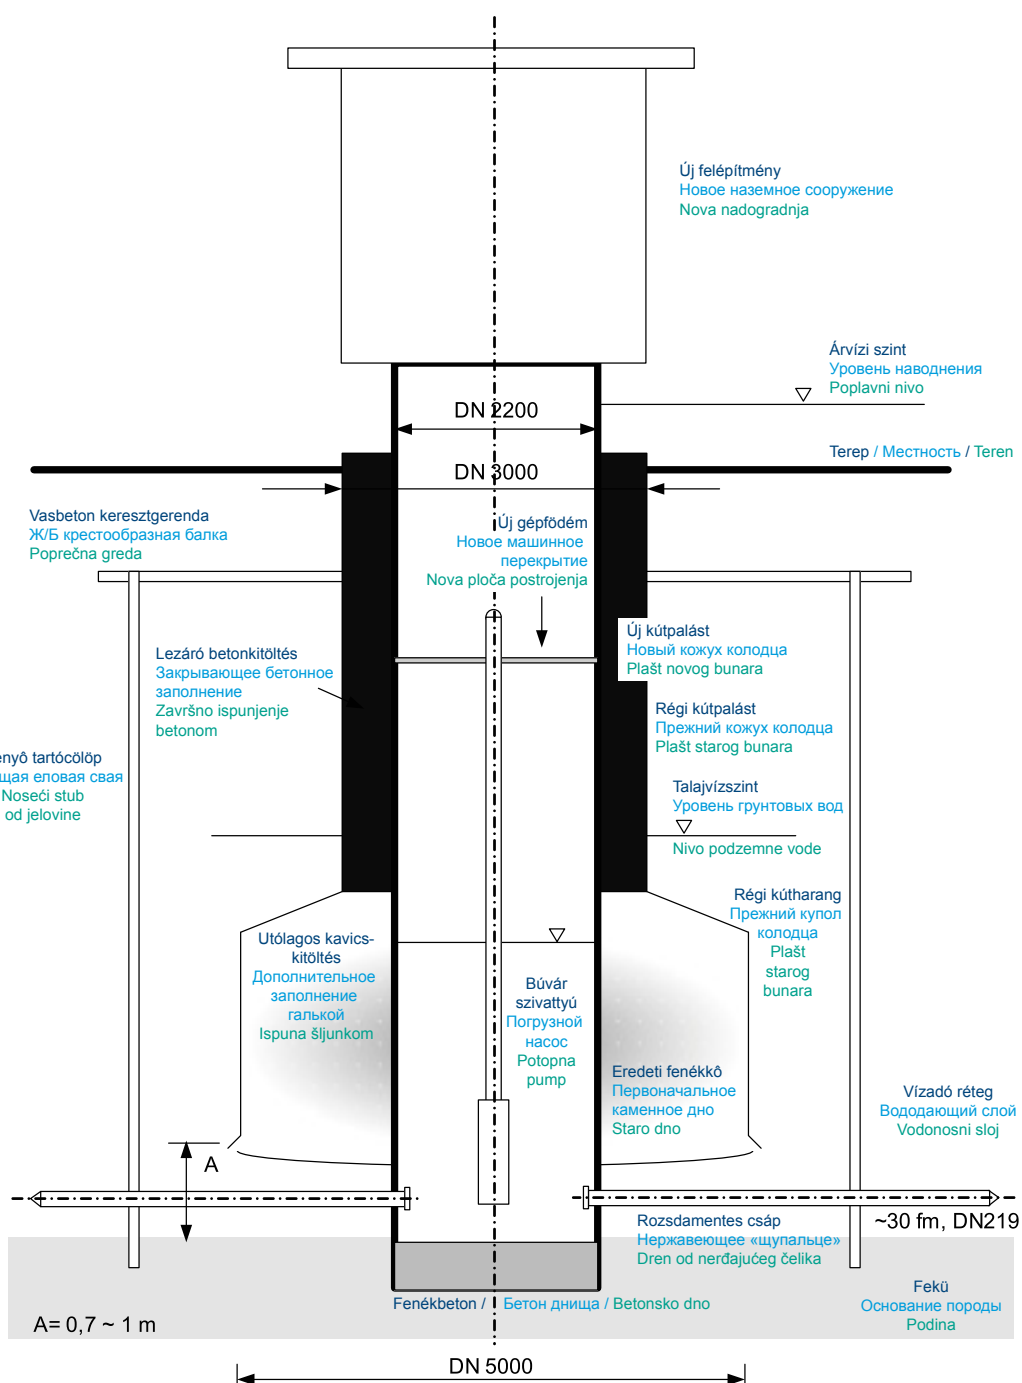 Új felépítmény
Новое наземное сооружение
Nova nadogradnja
Árvízi szint
Уровень наводнения
Poplavni nivo
DN 2200
Terep / Местность / Teren
DN 3000
Vasbeton keresztgerenda
Ж/Б крестообразная балка
Poprečna greda
Új gépfödém
Новое машинное
перекрытие
Nova ploča postrojenja
Új kútpalást
Новый кожух колодца
Plašt novog bunara
Lezáró betonkitöltés
Закрывающее бетонное
заполнение
Završno ispunjenje
betonom
Régi kútpalást
Прежний кожух колодца
Plašt starog bunara
enyô tartócölöp
щая еловая свая
Noseći stub
od jelovine
Talajvízszint
Уровень грунтовых вод
Nivo podzemne vode
Régi kútharang
Прежний купол
колодца
Plašt
starog
bunara
Utólagos kavics-
kitöltés
Дополнительное
заполнение
галькой
Ispuna šljunkom
Búvár
szivattyú
Погрузной
насос
Potopna
pump
Eredeti fenékkô
Первоначальное
каменное дно
Staro dno
Vízadó réteg
Вододающий слой
Vodonosni sloj
A
~30 fm, DN219
Rozsdamentes csáp
Нержавеющее «щупальце»
Dren od nerđajućeg čelika
Fenékbeton / Бетон днища / Betonsko dno
Fekü
Основание породы
Podina
A= 0,7 ~ 1 m
DN 5000